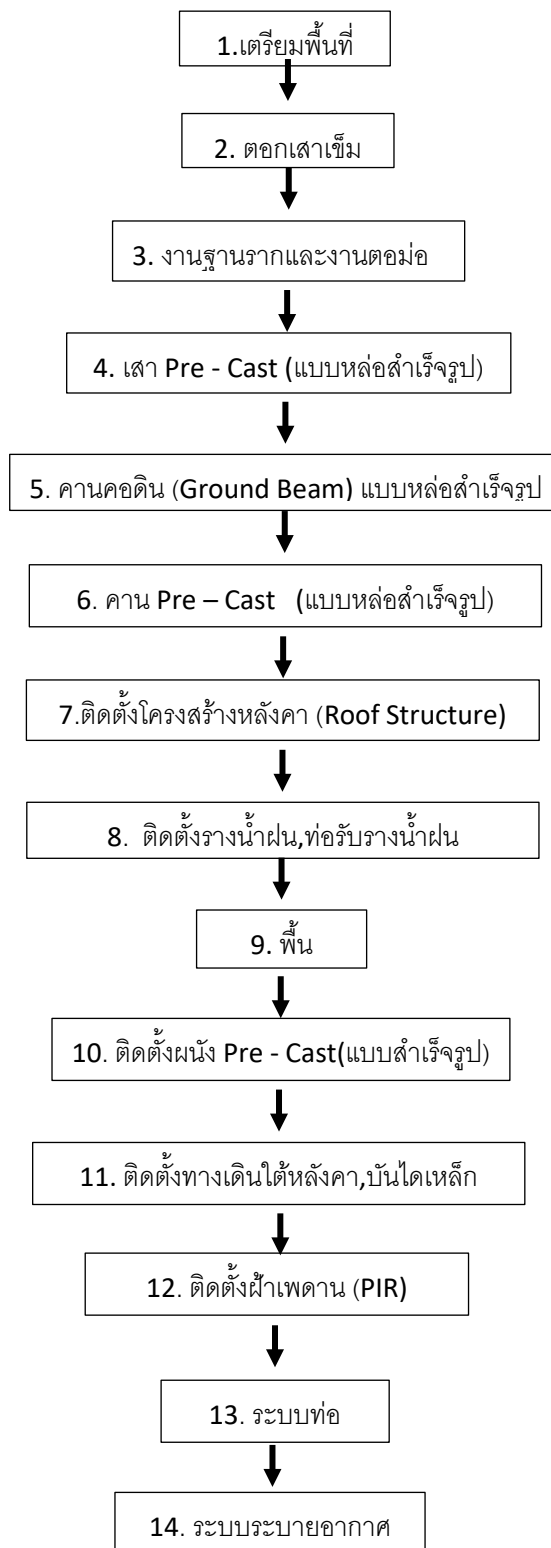 1.เตรียมพื้นที่
2. ตอกเสาเข็ม
3. งานฐานรากและงานตอม่อ
4. เสา Pre - Cast (แบบหล่อสำเร็จรูป)
5. คานคอดิน (Ground Beam) แบบหล่อสำเร็จรูป
6. คาน Pre – Cast (แบบหล่อสำเร็จรูป)
7.ติดตั้งโครงสร้างหลังคา (Roof Structure)
8. ติดตั้งรางน้ำฝน,ท่อรับรางน้ำฝน
9. พื้น
10. ติดตั้งผนัง Pre - Cast(แบบสำเร็จรูป)
11. ติดตั้งทางเดินใต้หลังคา,บันไดเหล็ก
12. ติดตั้งฝ้าเพดาน (PIR)
13. ระบบท่อ
14. ระบบระบายอากาศ